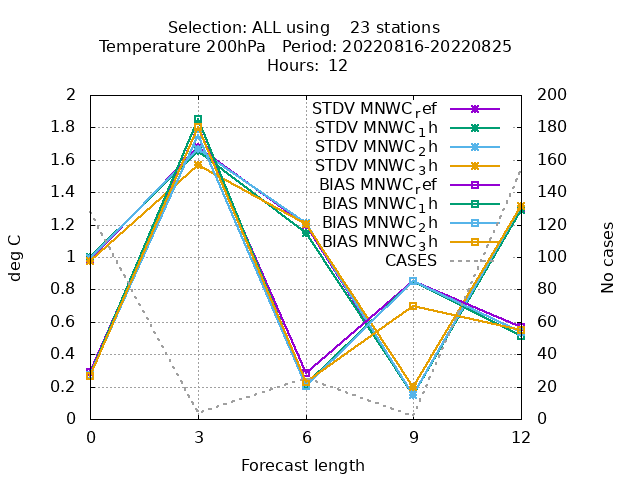 Selection: ALL using    23 stations
Temperature 200hPa   Period: 20220816-20220825
Hours:  12
deg C
No cases
2
1.8
1.6
1.4
1.2
1
0.8
0.6
0.4
0.2
0
200
180
160
140
120
100
80
60
40
20
0
STDV MNWC_ref
STDV MNWC_1h
STDV MNWC_2h
STDV MNWC_3h
BIAS MNWC_ref
BIAS MNWC_1h
BIAS MNWC_2h
BIAS MNWC_3h
CASES
0 3 6 9 12
Forecast length